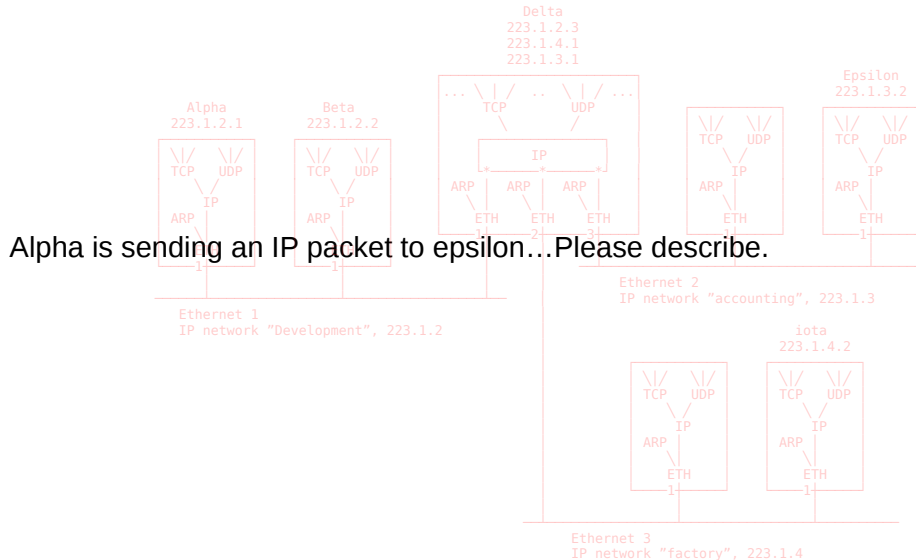 Delta
223.1.2.3
223.1.4.1
223.1.3.1
Epsilon
223.1.3.2
Alpha
223.1.2.1
Beta
223.1.2.2
... \ | / .. \ | / ...
TCP UDP
IP
ARP ARP ARP
ETH ETH ETH
1 2 3
\|/ \|/
TCP UDP
IP
ARP
1
\|/ \|/
TCP UDP
IP
ARP
1
\|/ \|/
TCP UDP
IP
ARP
ETH
1
\|/ \|/
TCP UDP
IP
ARP
ETH
1
Alpha is sending an IP packet to epsilon…Please describe.
Ethernet 1
IP network "Development", 223.1.2
Ethernet 2
IP network "accounting", 223.1.3
iota
223.1.4.2
\|/ \|/
TCP UDP
IP
ARP
ETH
1
\|/ \|/
TCP UDP
IP
ARP
ETH
1
Ethernet 3
IP network "factory", 223.1.4